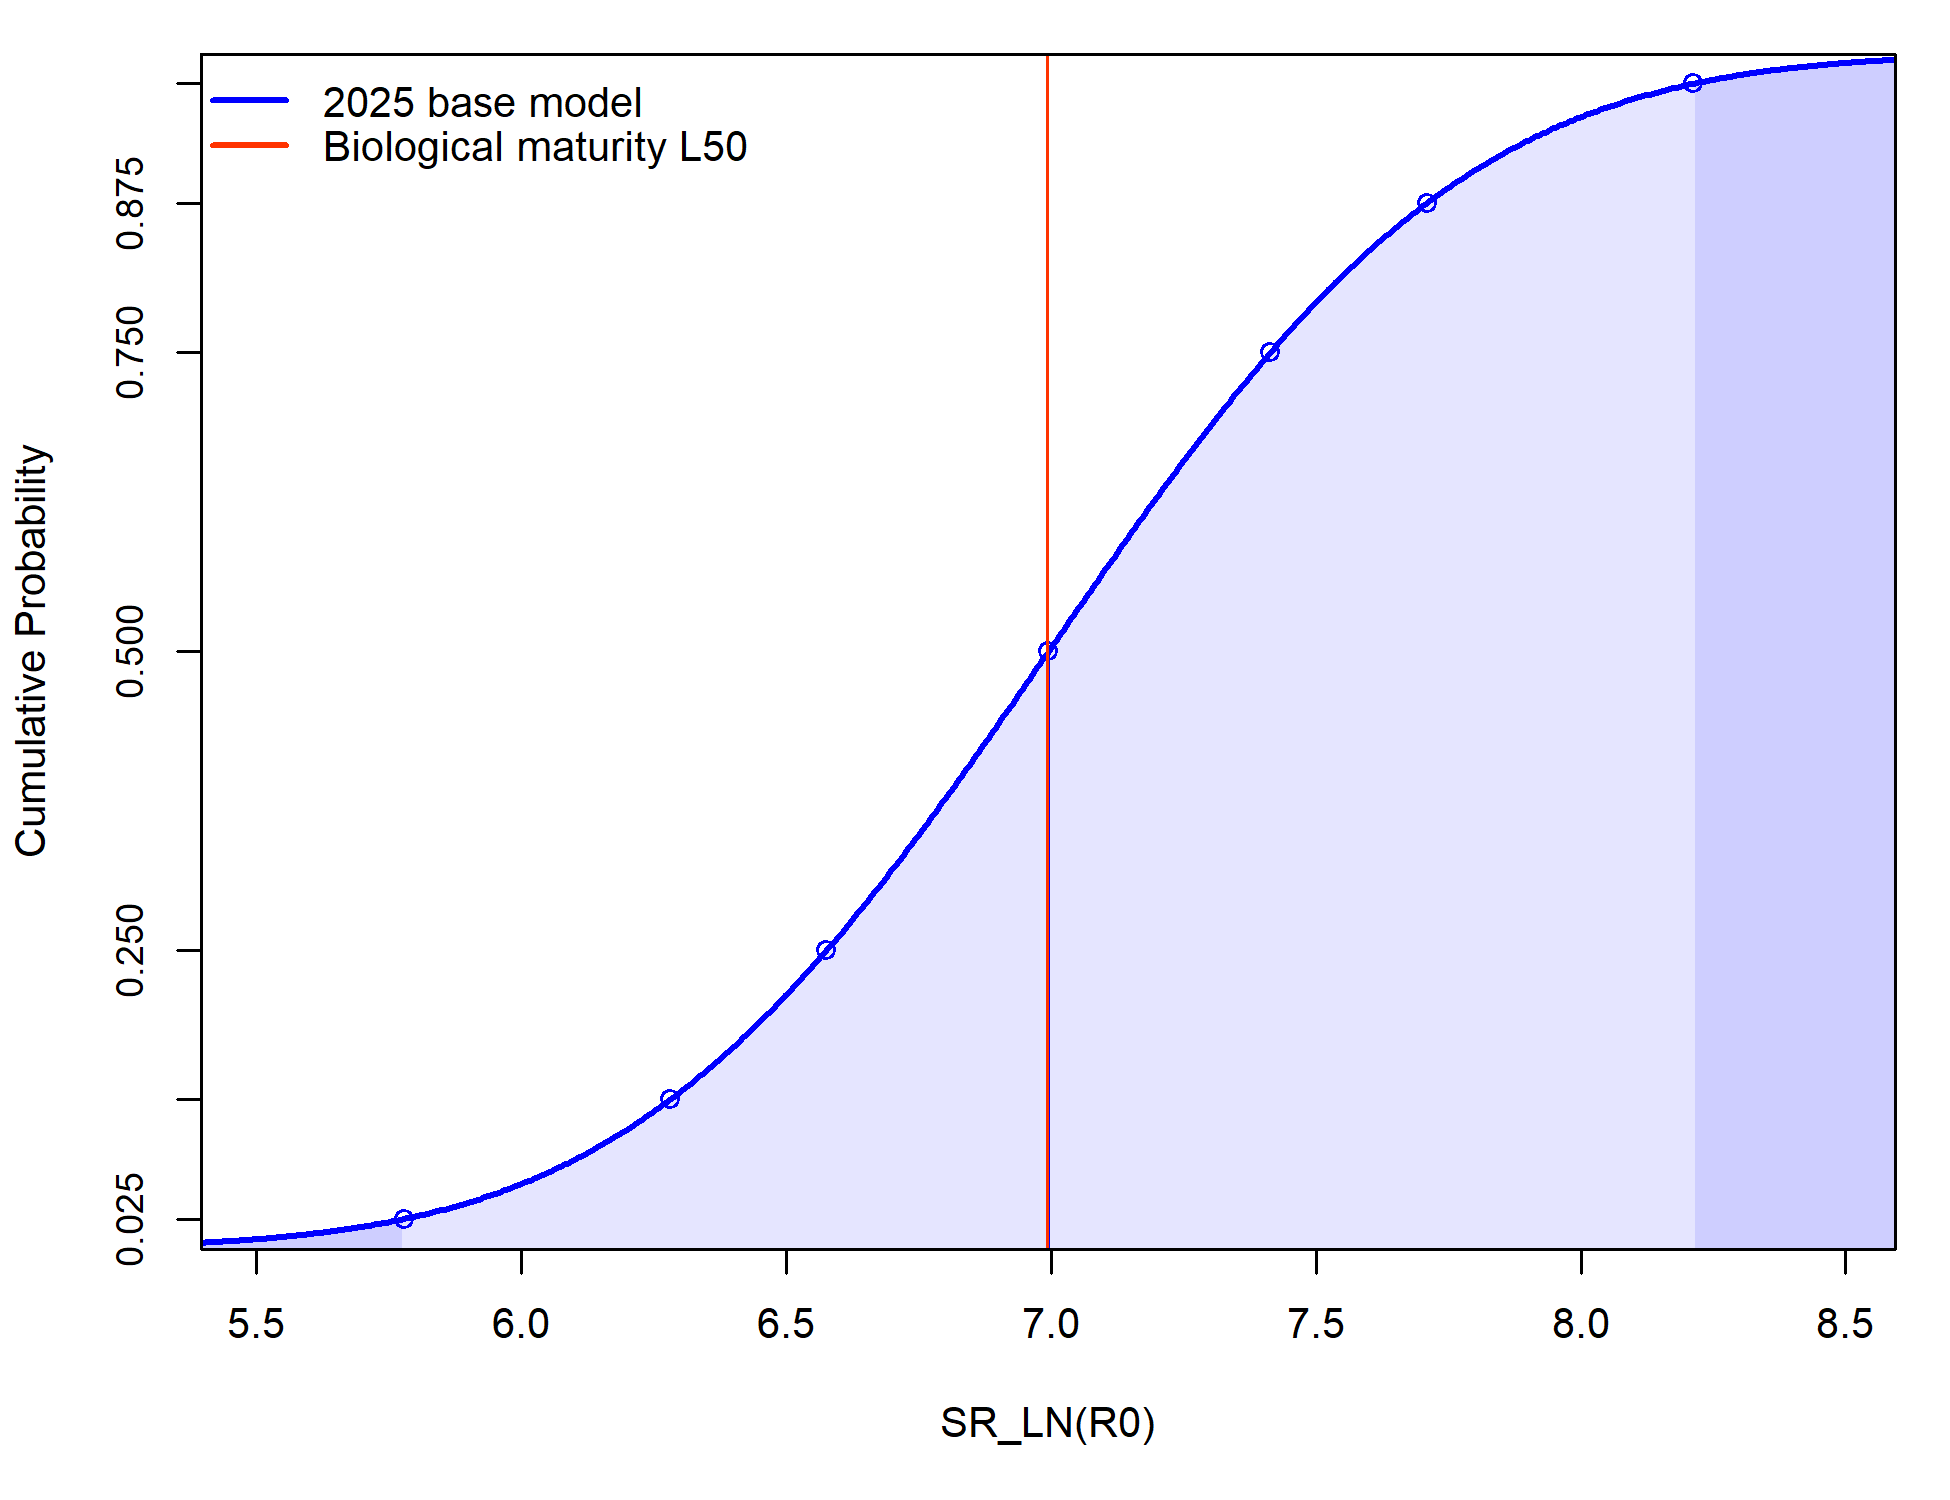 2025 base model
Biological maturity L50
Cumulative Probability
0.875
0.750
0.500
0.250
0.025
5.5 6.0 6.5 7.0 7.5 8.0 8.5
SR_LN(R0)